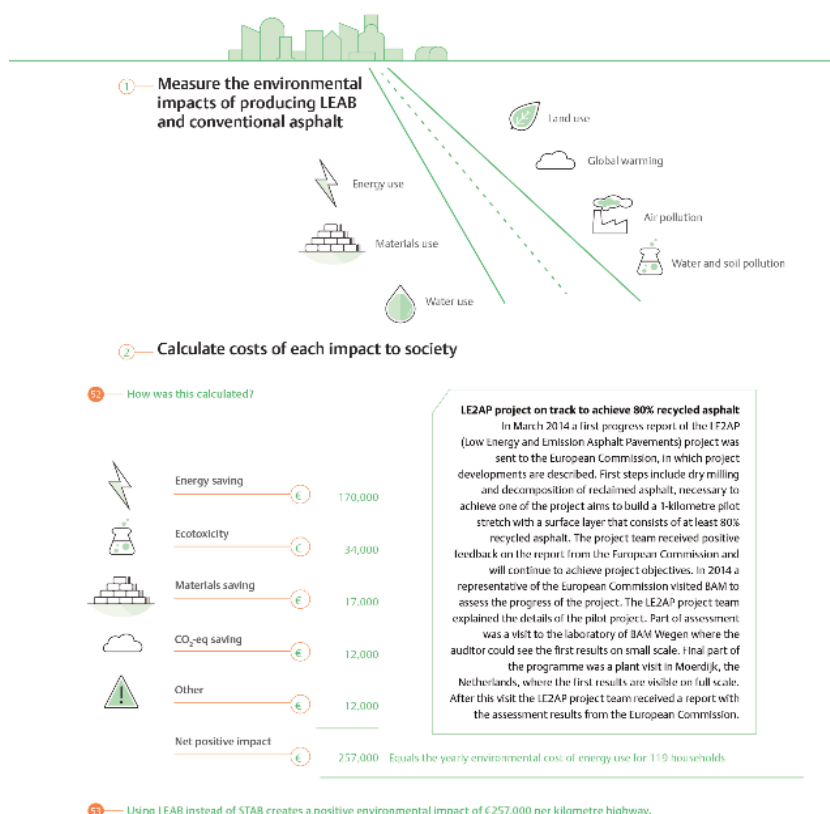 1
Measure the environmental
impacts of producing LEAB
and conventional asphalt
Land use
Global warming
Energy use
Air pollution
Materials use
Water and soil pollution
Water use
2
Calculate costs of each impact to society
52
How was this calculated?
Energy saving
€ 170,000
Ecotoxicity
€ 34,000
Materials saving
€ 17,000
CO₂-eq saving
€ 12,000
Other
€ 12,000
Net positive impact
€ 257,000 Equals the yearly environmental cost of energy use for 119 households
LE2AP project on track to achieve 80% recycled asphalt
In March 2014 a first progress report of the LE2AP
(Low Energy and Emission Asphalt Pavements) project was
sent to the European Commission, in which project
developments are described. First steps include dry milling
and decomposition of reclaimed asphalt, necessary to
achieve one of the project aims to build a 1-kilometre pilot
stretch with a surface layer that consists of at least 80%
recycled asphalt. The project team received positive
feedback on the report from the European Commission and
will continue to achieve project objectives. In 2014 a
representative of the European Commission visited BAM to
assess the progress of the project. The LE2AP project team
explained the details of the pilot project. Part of assessment
was a visit to the laboratory of BAM Wegen where the
auditor could see the first results on small scale. Final part of
the programme was a plant visit in Moerdijk, the
Netherlands, where the first results are visible on full scale.
After this visit the LE2AP project team received a report with
the assessment results from the European Commission.
53
Using LEAB instead of STAB creates a positive environmental impact of €257,000 per kilometre highway.